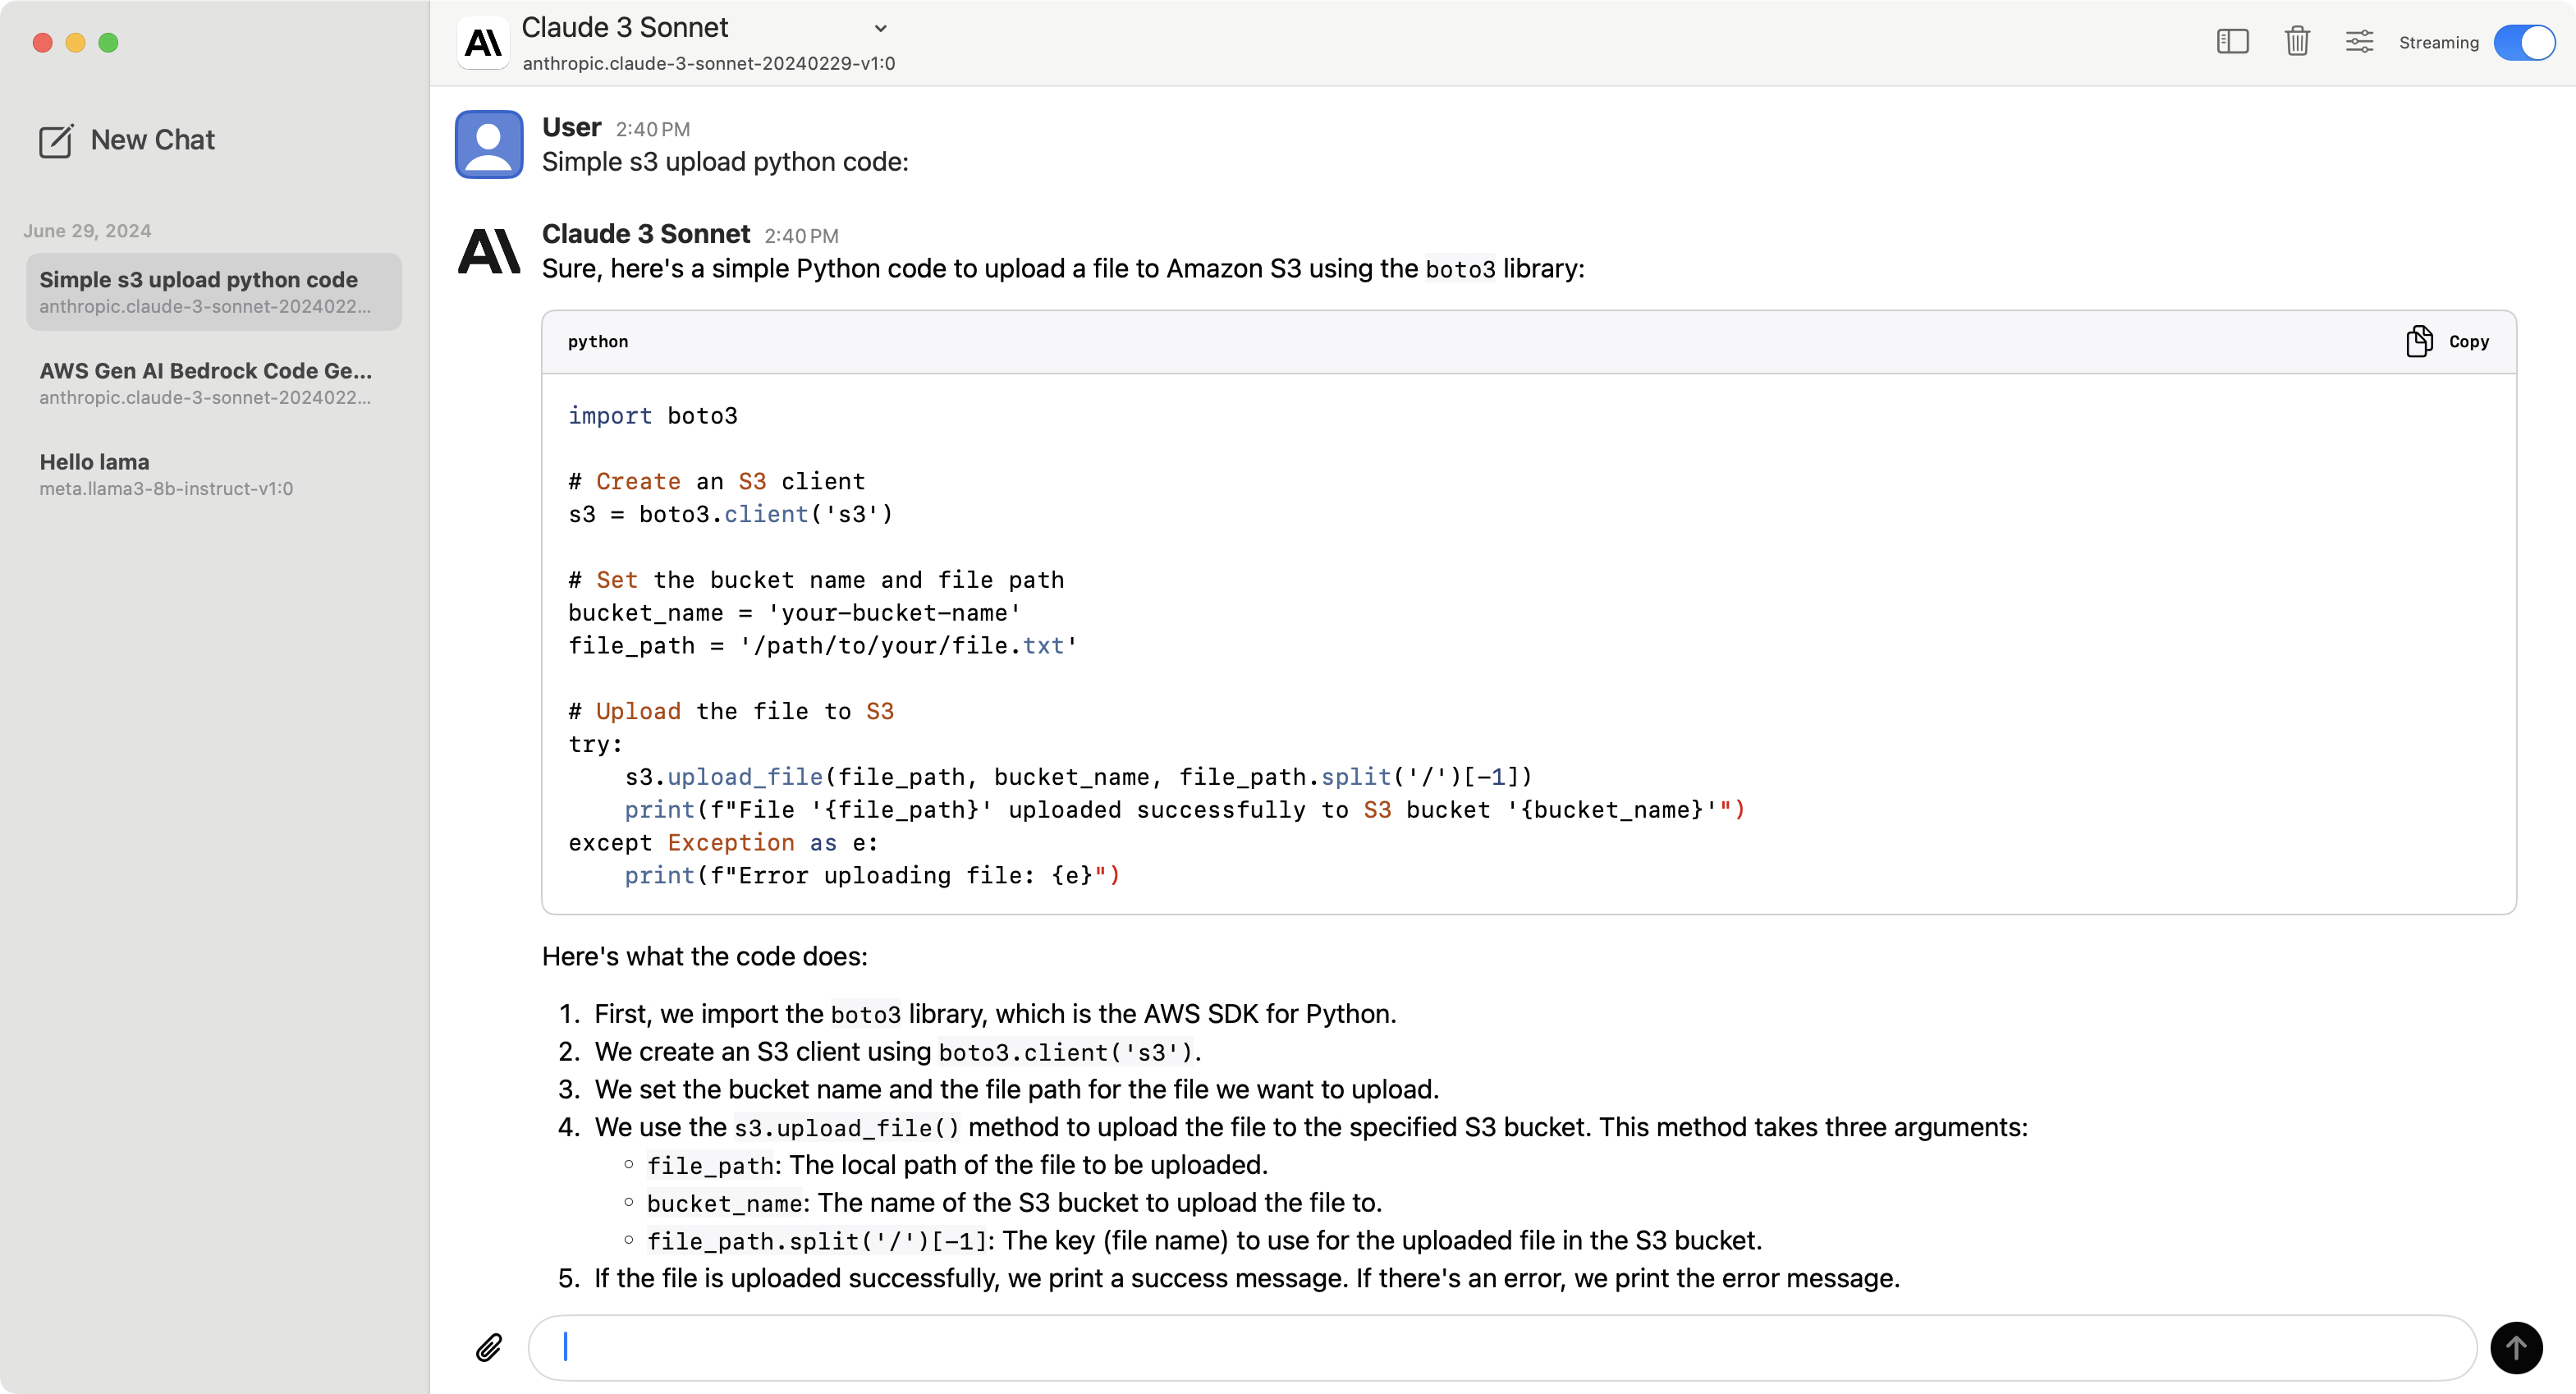 New Chat
June 29, 2024
Simple s3 upload python code
anthropic.claude-3-sonnet-2024022...
AWS Gen AI Bedrock Code Ge...
anthropic.claude-3-sonnet-2024022...
Hello lama
meta.llama3-8b-instruct-v1:0
Claude 3 Sonnet
anthropic.claude-3-sonnet-20240229-v1:0
Streaming
User 2:40 PM
Simple s3 upload python code:
Claude 3 Sonnet 2:40 PM
Sure, here's a simple Python code to upload a file to Amazon S3 using the boto3 library:
python
Copy
import boto3
# Create an S3 client
s3 = boto3.client('s3')
# Set the bucket name and file path
bucket_name = 'your-bucket-name'
file_path = '/path/to/your/file.txt'
# Upload the file to S3
try:
    s3.upload_file(file_path, bucket_name, file_path.split('/')[-1])
    print(f"File '{file_path}' uploaded successfully to S3 bucket '{bucket_name}'")
except Exception as e:
    print(f"Error uploading file: {e}")
Here's what the code does:
1. First, we import the boto3 library, which is the AWS SDK for Python.
2. We create an S3 client using boto3.client('s3').
3. We set the bucket name and the file path for the file we want to upload.
4. We use the s3.upload_file() method to upload the file to the specified S3 bucket. This method takes three arguments:
◦ file_path: The local path of the file to be uploaded.
◦ bucket_name: The name of the S3 bucket to upload the file to.
◦ file_path.split('/')[-1]: The key (file name) to use for the uploaded file in the S3 bucket.
5. If the file is uploaded successfully, we print a success message. If there's an error, we print the error message.